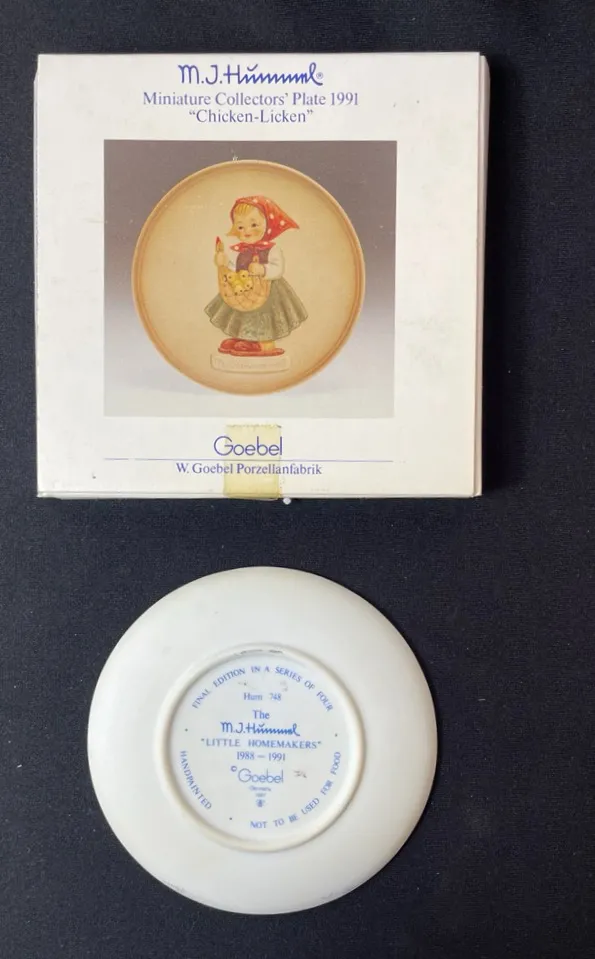 M.J.Hummel®
Miniature Collectors' Plate 1991
"Chicken-Licken"
Goebel
W. Goebel Porzellanfabrik
FINAL EDITION IN A SERIES OF FOUR
Hum 748
The
M.J.Hummel
"LITTLE HOMEMAKERS"
1988 — 1991
© Goebel
Germany
HANDPAINTED
NOT TO BE USED FOR FOOD